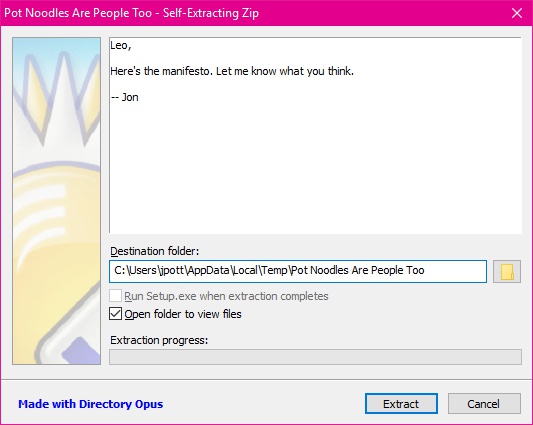 Pot Noodles Are People Too - Self-Extracting Zip
Leo,
Here's the manifesto. Let me know what you think.
-- Jon
Destination folder:
C:\Users\jpott\AppData\Local\Temp\Pot Noodles Are People Too
Run Setup.exe when extraction completes
Open folder to view files
Extraction progress:
Made with Directory Opus
Extract
Cancel